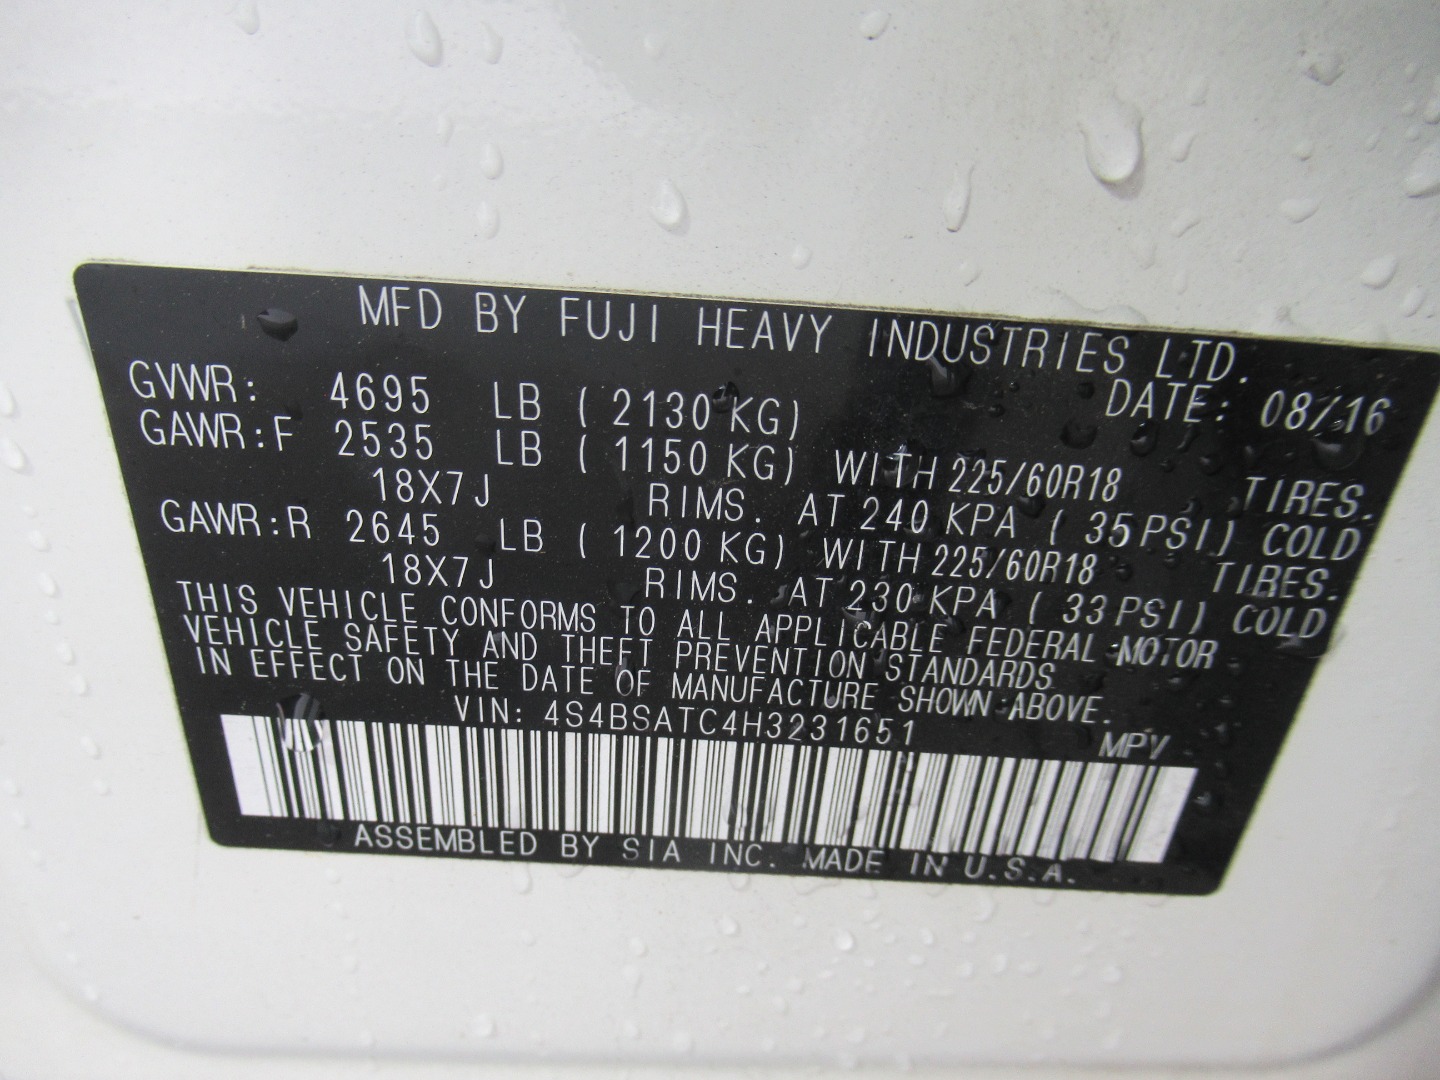 MFD BY FUJI HEAVY INDUSTRIES LTD.
DATE: 08/16
GVWR: 4695 LB ( 2130 KG)
GAWR:F 2535 LB ( 1150 KG) WITH 225/60R18 TIRES.
18X7J RIMS. AT 240 KPA ( 35PSI) COLD
GAWR:R 2645 LB ( 1200 KG) WITH 225/60R18 TIRES.
18X7J RIMS. AT 230 KPA ( 33PSI) COLD
THIS VEHICLE CONFORMS TO ALL APPLICABLE FEDERAL MOTOR
VEHICLE SAFETY AND THEFT PREVENTION STANDARDS
IN EFFECT ON THE DATE OF MANUFACTURE SHOWN ABOVE.
VIN: 4S4BSATC4H3231651 MPV
ASSEMBLED BY SIA INC. MADE IN U.S.A.